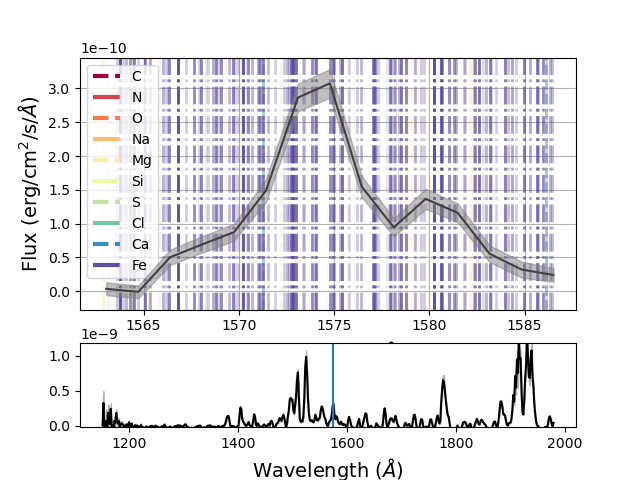 1e−10
3.0
2.5
2.0
1.5
1.0
0.5
0.0
Flux (erg/cm²/s/Å)
C
N
O
Na
Mg
Si
S
Cl
Ca
Fe
1565 1570 1575 1580 1585
1e−9
1.0
0.5
0.0
1200 1400 1600 1800 2000
Wavelength (Å)